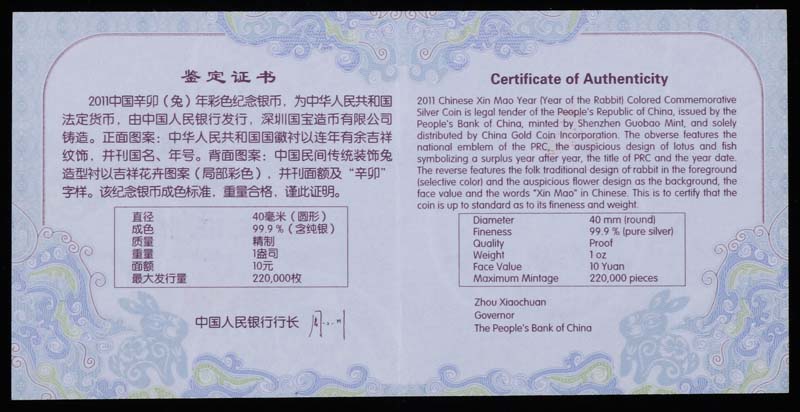 鉴定证书
2011中国辛卯（兔）年彩色纪念银币，为中华人民共和国
法定货币，由中国人民银行发行，深圳国宝造币有限公司
铸造。正面图案：中华人民共和国国徽衬以连年有余吉祥
纹饰，并刊国名、年号。背面图案：中国民间传统装饰兔
造型衬以吉祥花卉图案（局部彩色），并刊面额及“辛卯”
字样。该纪念银币成色标准，重量合格，谨此证明。
直径 40毫米（圆形）
成色 99.9%（含纯银）
质量 精制
重量 1盎司
面额 10元
最大发行量 220,000枚
中国人民银行行长
Certificate of Authenticity
2011 Chinese Xin Mao Year (Year of the Rabbit) Colored Commemorative
Silver Coin is legal tender of the People's Republic of China, issued by the
People's Bank of China, minted by Shenzhen Guobao Mint, and solely
distributed by China Gold Coin Incorporation. The obverse features the
national emblem of the PRC, the auspicious design of lotus and fish
symbolizing a surplus year after year, the title of PRC and the year date.
The reverse features the folk traditional design of rabbit in the foreground
(selective color) and the auspicious flower design as the background, the
face value and the words "Xin Mao" in Chinese. This is to certify that the
coin is up to standard as to its fineness and weight.
Diameter 40 mm (round)
Fineness 99.9 % (pure silver)
Quality Proof
Weight 1 oz
Face Value 10 Yuan
Maximum Mintage 220,000 pieces
Zhou Xiaochuan
Governor
The People's Bank of China